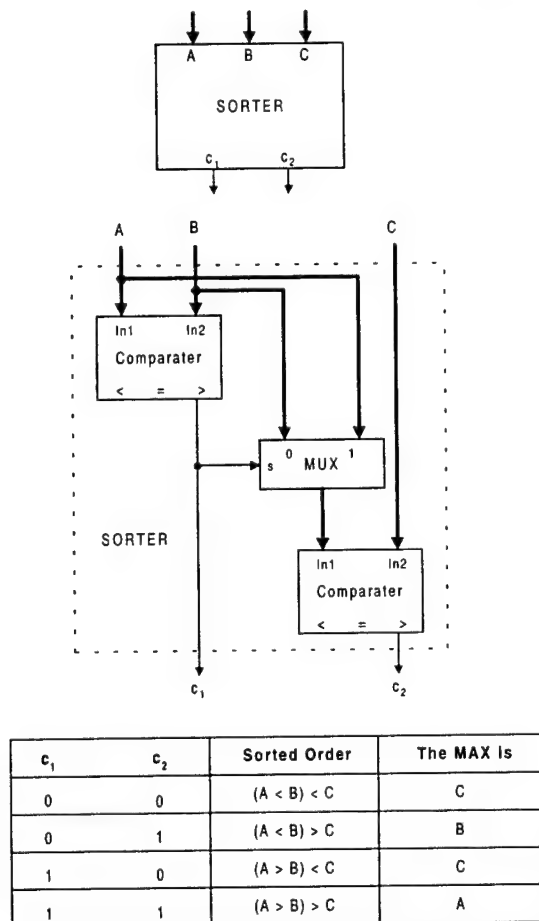 A B C
SORTER
c₁ c₂
A B C
In1 In2
Comparater
< = >
0 1
s MUX
SORTER
In1 In2
Comparater
< = >
c₁ c₂
c₁ c₂ Sorted Order The MAX is
0 0 (A < B) < C C
0 1 (A < B) > C B
1 0 (A > B) < C C
1 1 (A > B) > C A